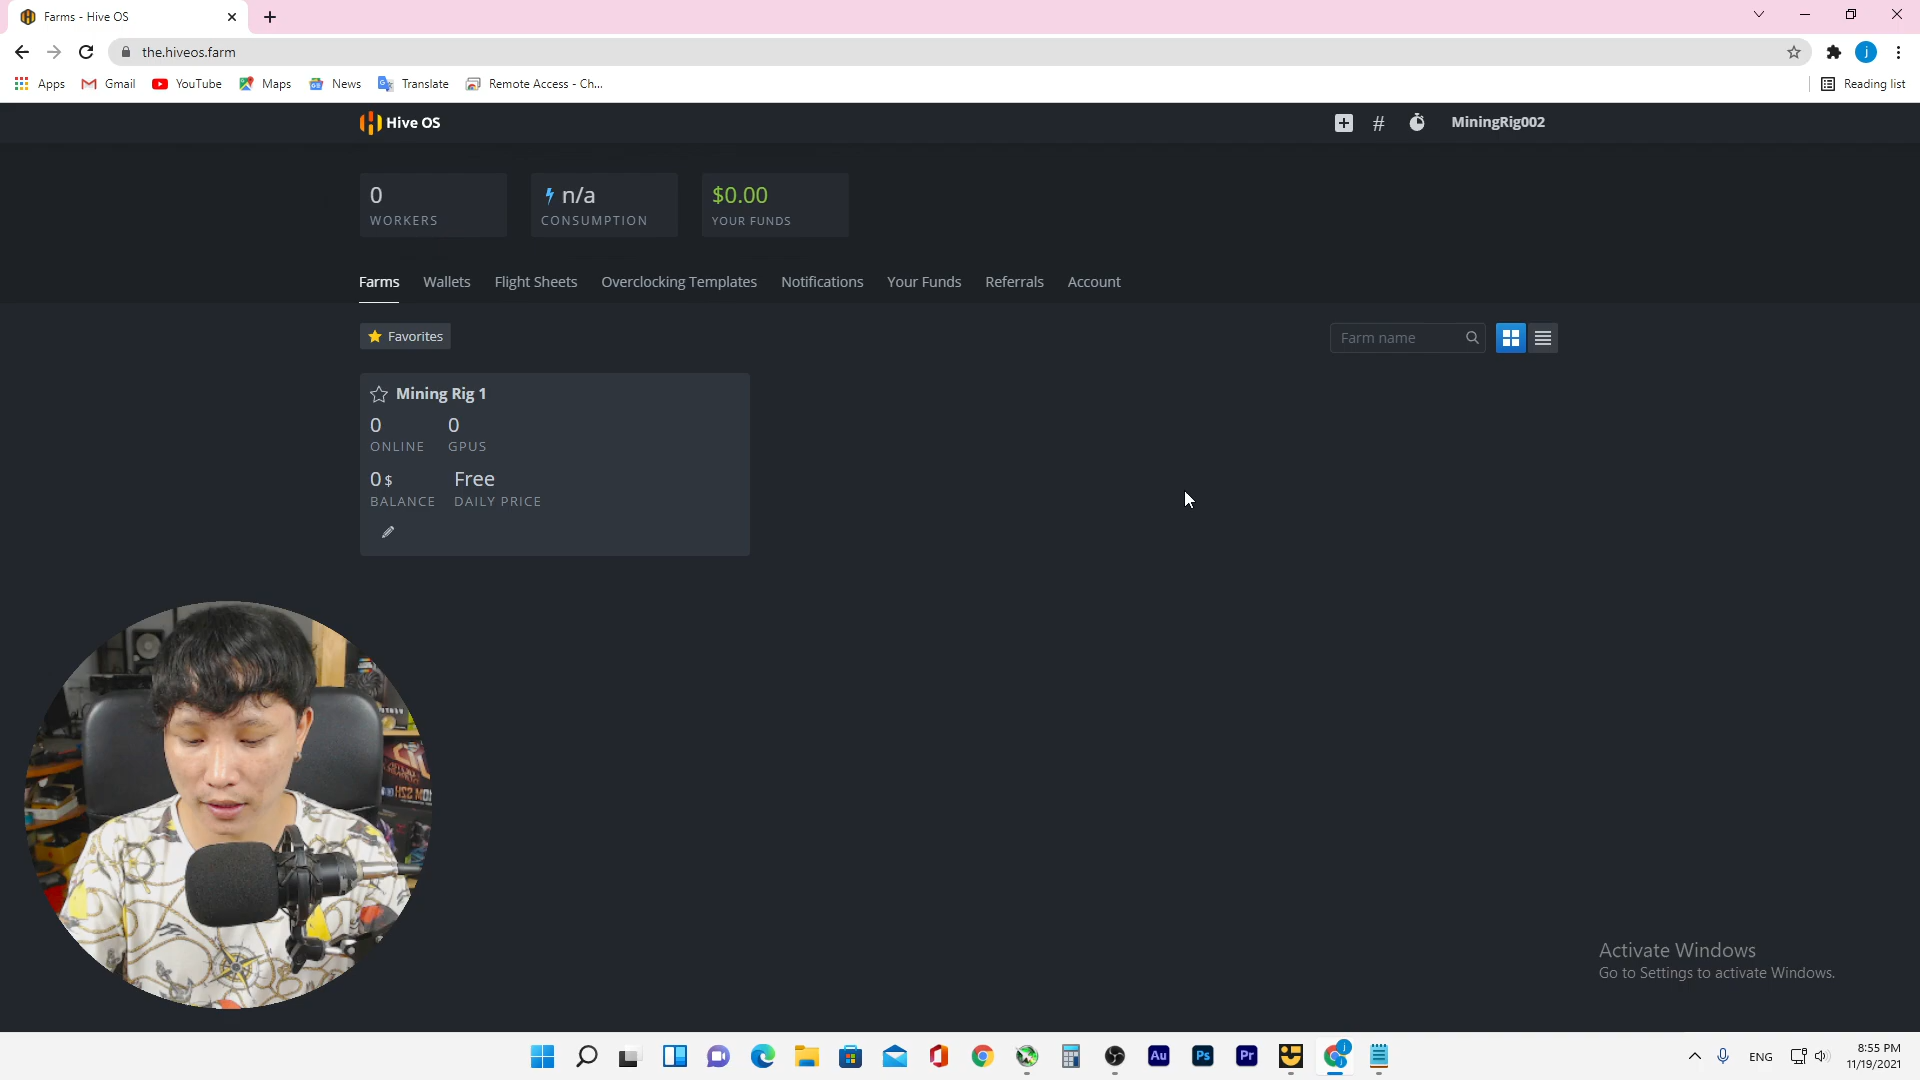 Farms - Hive OS
the.hiveos.farm
Apps
Gmail
YouTube
Maps
News
Translate
Remote Access - Ch...
Reading list
Hive OS
MiningRig002
0
WORKERS
n/a
CONSUMPTION
$0.00
YOUR FUNDS
Farms
Wallets
Flight Sheets
Overclocking Templates
Notifications
Your Funds
Referrals
Account
Favorites
Farm name
Mining Rig 1
0
ONLINE
0
GPUS
0 $
BALANCE
Free
DAILY PRICE
Activate Windows
Go to Settings to activate Windows.
Au
Ps
Pr
ENG
8:55 PM
11/19/2021